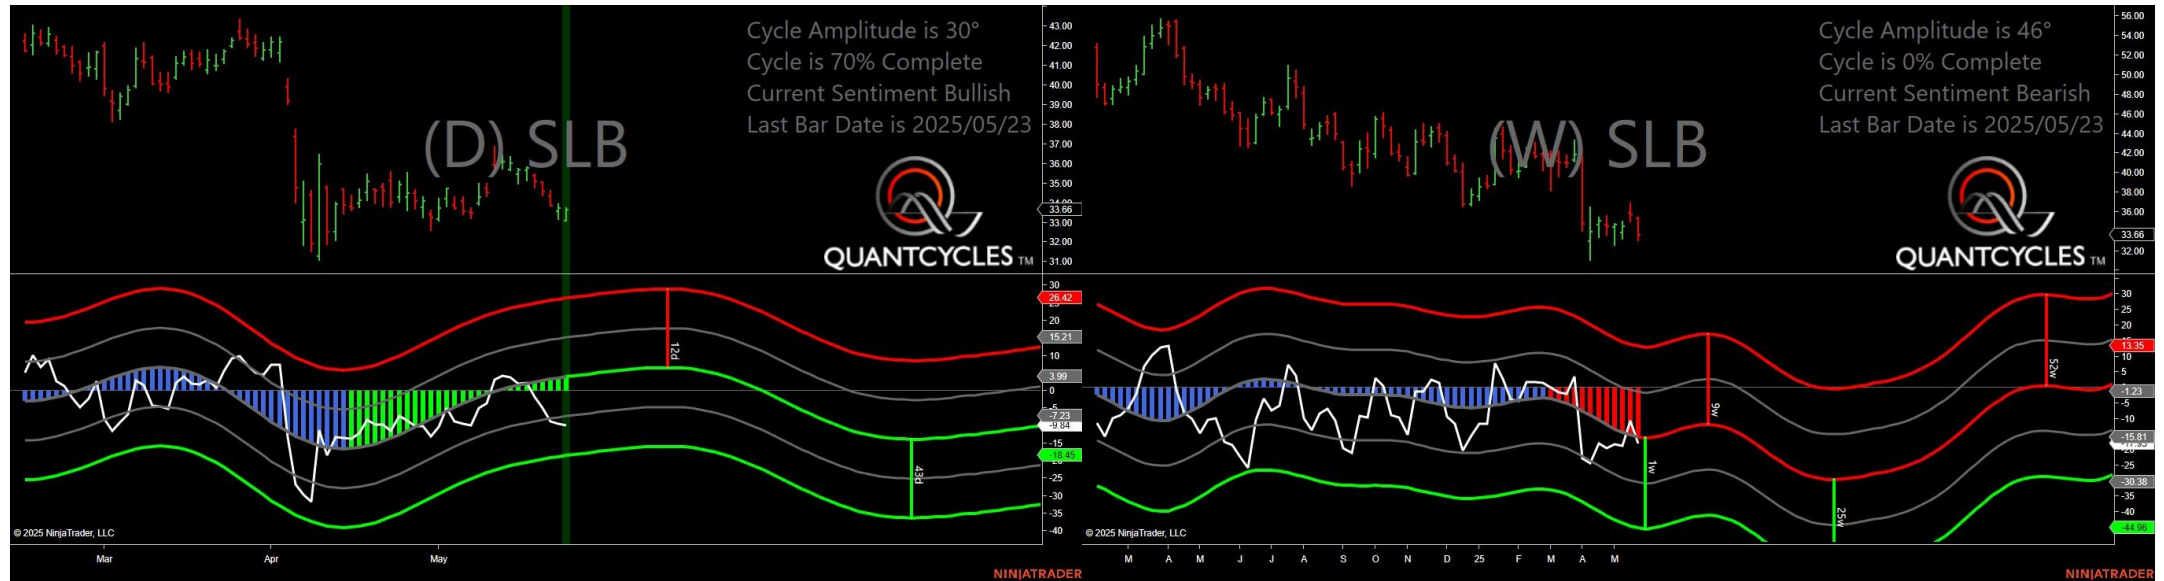 Cycle Amplitude is 30°
Cycle is 70% Complete
Current Sentiment Bullish
Last Bar Date is 2025/05/23
(D) SLB
QUANTCYCLES TM
43.00
42.00
41.00
40.00
39.00
38.00
37.00
36.00
35.00
33.66
33.00
32.00
31.00
30
26.42
20
15.21
10
3.99
0
-5
-7.23
-9.84
-15
-18.45
-25
-30
-35
-40
12d
43d
© 2025 NinjaTrader, LLC
Mar
Apr
May
NINJATRADER
Cycle Amplitude is 46°
Cycle is 0% Complete
Current Sentiment Bearish
Last Bar Date is 2025/05/23
(W) SLB
QUANTCYCLES TM
56.00
54.00
52.00
50.00
48.00
46.00
44.00
42.00
40.00
38.00
36.00
33.66
32.00
30
25
20
13.35
10
5
-1.23
-5
-10
-15.81
-25
-30.38
-35
-40
-44.96
9w
1w
25w
52w
© 2025 NinjaTrader, LLC
M A M J J A S O N D 25 F M A M
NINJATRADER